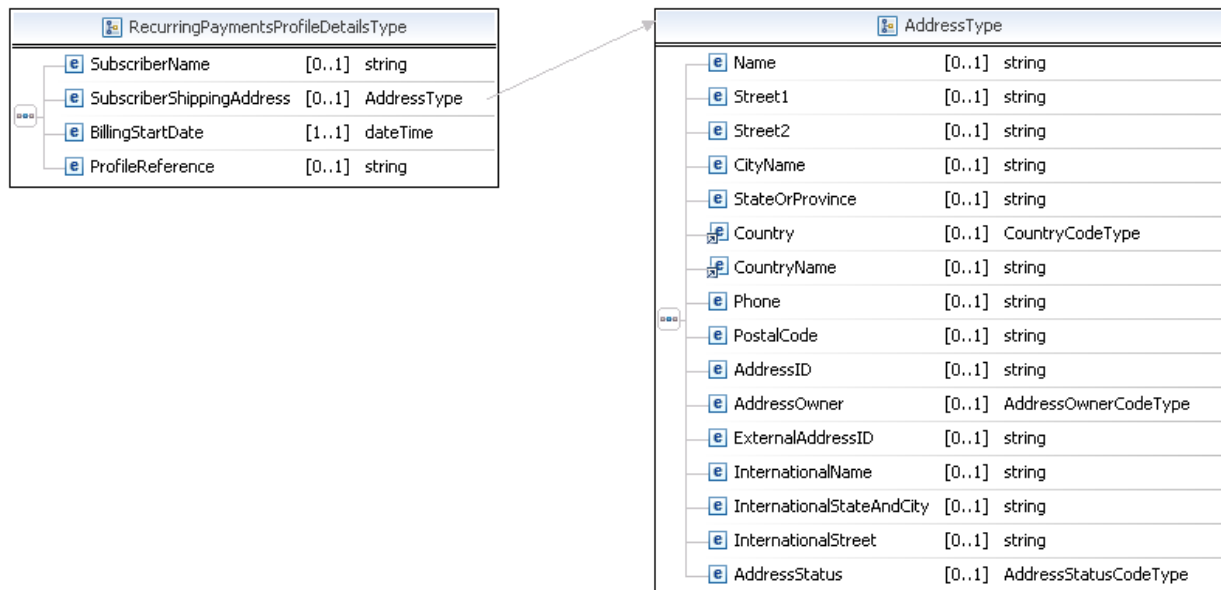 RecurringPaymentsProfileDetailsType
SubscriberName [0..1] string
SubscriberShippingAddress [0..1] AddressType
BillingStartDate [1..1] dateTime
ProfileReference [0..1] string
AddressType
Name [0..1] string
Street1 [0..1] string
Street2 [0..1] string
CityName [0..1] string
StateOrProvince [0..1] string
Country [0..1] CountryCodeType
CountryName [0..1] string
Phone [0..1] string
PostalCode [0..1] string
AddressID [0..1] string
AddressOwner [0..1] AddressOwnerCodeType
ExternalAddressID [0..1] string
InternationalName [0..1] string
InternationalStateAndCity [0..1] string
InternationalStreet [0..1] string
AddressStatus [0..1] AddressStatusCodeType